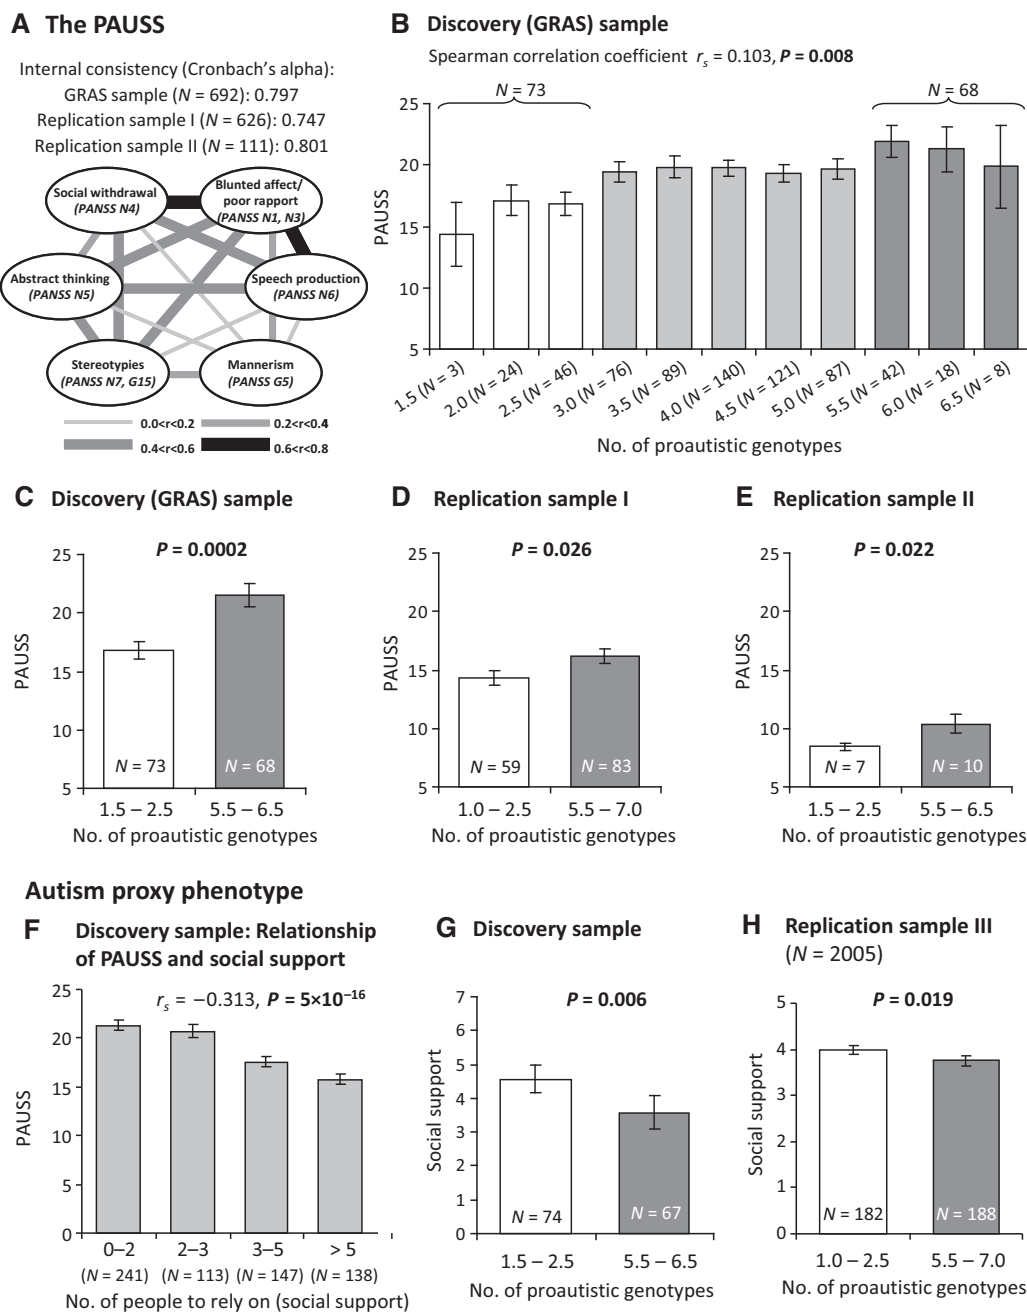 A The PAUSS
Internal consistency (Cronbach's alpha):
GRAS sample (N = 692): 0.797
Replication sample I (N = 626): 0.747
Replication sample II (N = 111): 0.801
Social withdrawal
(PANSS N4)
Blunted affect/
poor rapport
(PANSS N1, N3)
Abstract thinking
(PANSS N5)
Speech production
(PANSS N6)
Stereotypies
(PANSS N7, G15)
Mannerism
(PANSS G5)
0.0<r<0.2
0.2<r<0.4
0.4<r<0.6
0.6<r<0.8
B Discovery (GRAS) sample
Spearman correlation coefficient rs = 0.103, P = 0.008
N = 73
N = 68
PAUSS
25
20
15
10
5
1.5 (N = 3)
2.0 (N = 24)
2.5 (N = 46)
3.0 (N = 76)
3.5 (N = 89)
4.0 (N = 140)
4.5 (N = 121)
5.0 (N = 87)
5.5 (N = 42)
6.0 (N = 18)
6.5 (N = 8)
No. of proautistic genotypes
C Discovery (GRAS) sample
P = 0.0002
PAUSS
25
20
15
10
5
N = 73
N = 68
1.5 – 2.5
5.5 – 6.5
No. of proautistic genotypes
D Replication sample I
P = 0.026
PAUSS
25
20
15
10
5
N = 59
N = 83
1.0 – 2.5
5.5 – 7.0
No. of proautistic genotypes
E Replication sample II
P = 0.022
PAUSS
25
20
15
10
5
N = 7
N = 10
1.5 – 2.5
5.5 – 6.5
No. of proautistic genotypes
Autism proxy phenotype
F Discovery sample: Relationship
of PAUSS and social support
rs = −0.313, P = 5×10−16
PAUSS
25
20
15
10
5
0
0–2
2–3
3–5
> 5
(N = 241) (N = 113) (N = 147) (N = 138)
No. of people to rely on (social support)
G Discovery sample
P = 0.006
Social support
7
6
5
4
3
2
1
0
N = 74
N = 67
1.5 – 2.5
5.5 – 6.5
No. of proautistic genotypes
H Replication sample III
(N = 2005)
P = 0.019
Social support
5
4
3
2
1
0
N = 182
N = 188
1.0 – 2.5
5.5 – 7.0
No. of proautistic genotypes